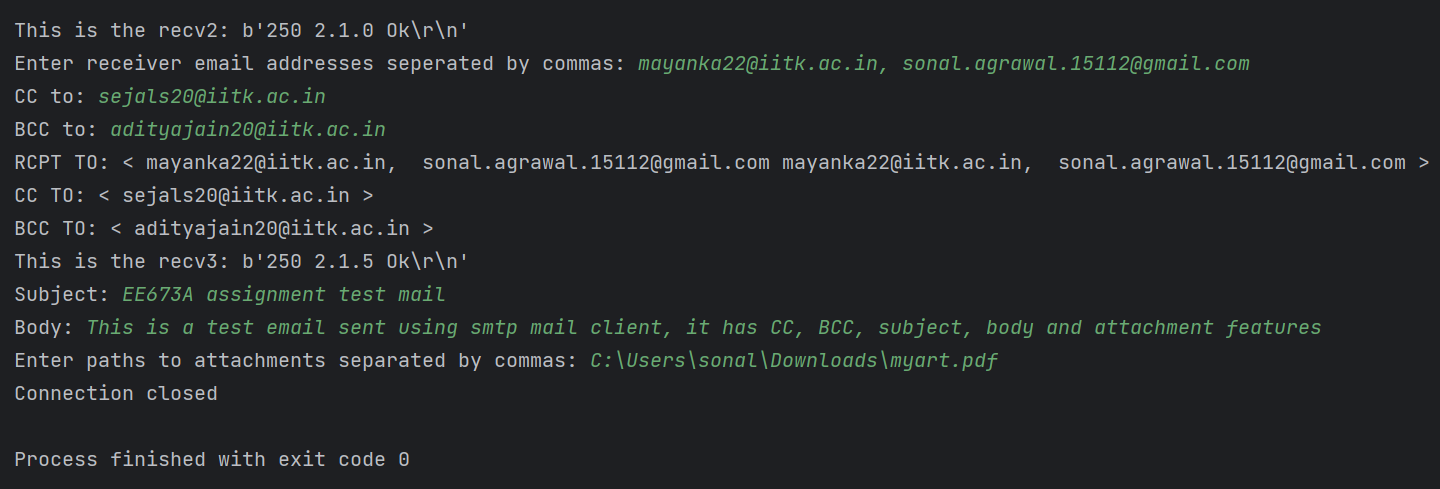 This is the recv2: b'250 2.1.0 Ok\r\n'
Enter receiver email addresses seperated by commas: mayanka22@iitk.ac.in, sonal.agrawal.15112@gmail.com
CC to: sejals20@iitk.ac.in
BCC to: adityajain20@iitk.ac.in
RCPT TO: < mayanka22@iitk.ac.in,  sonal.agrawal.15112@gmail.com mayanka22@iitk.ac.in,  sonal.agrawal.15112@gmail.com >
CC TO: < sejals20@iitk.ac.in >
BCC TO: < adityajain20@iitk.ac.in >
This is the recv3: b'250 2.1.5 Ok\r\n'
Subject: EE673A assignment test mail
Body: This is a test email sent using smtp mail client, it has CC, BCC, subject, body and attachment features
Enter paths to attachments separated by commas: C:\Users\sonal\Downloads\myart.pdf
Connection closed
Process finished with exit code 0